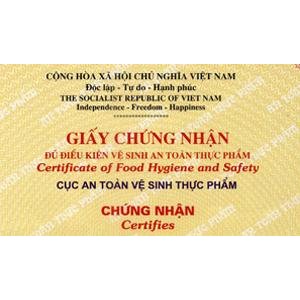 CỘNG HÒA XÃ HỘI CHỦ NGHĨA VIỆT NAM
Độc lập - Tự do - Hạnh phúc
THE SOCIALIST REPUBLIC OF VIET NAM
Independence - Freedom - Happiness
GIẤY CHỨNG NHẬN
ĐỦ ĐIỀU KIỆN VỆ SINH AN TOÀN THỰC PHẨM
Certificate of Food Hygiene and Safety
CỤC AN TOÀN VỆ SINH THỰC PHẨM
CHỨNG NHẬN
Certifies